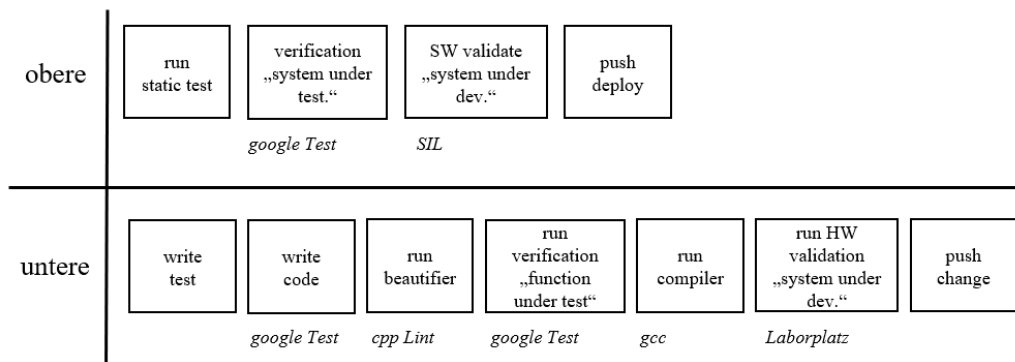 obere
run
static test
verification
„system under
test.“
SW validate
„system under
dev.“
push
deploy
google Test
SIL
untere
write
test
write
code
run
beautifier
run
verification
„function
under test“
run
compiler
run HW
validation
„system under
dev.“
push
change
google Test
cpp Lint
google Test
gcc
Laborplatz